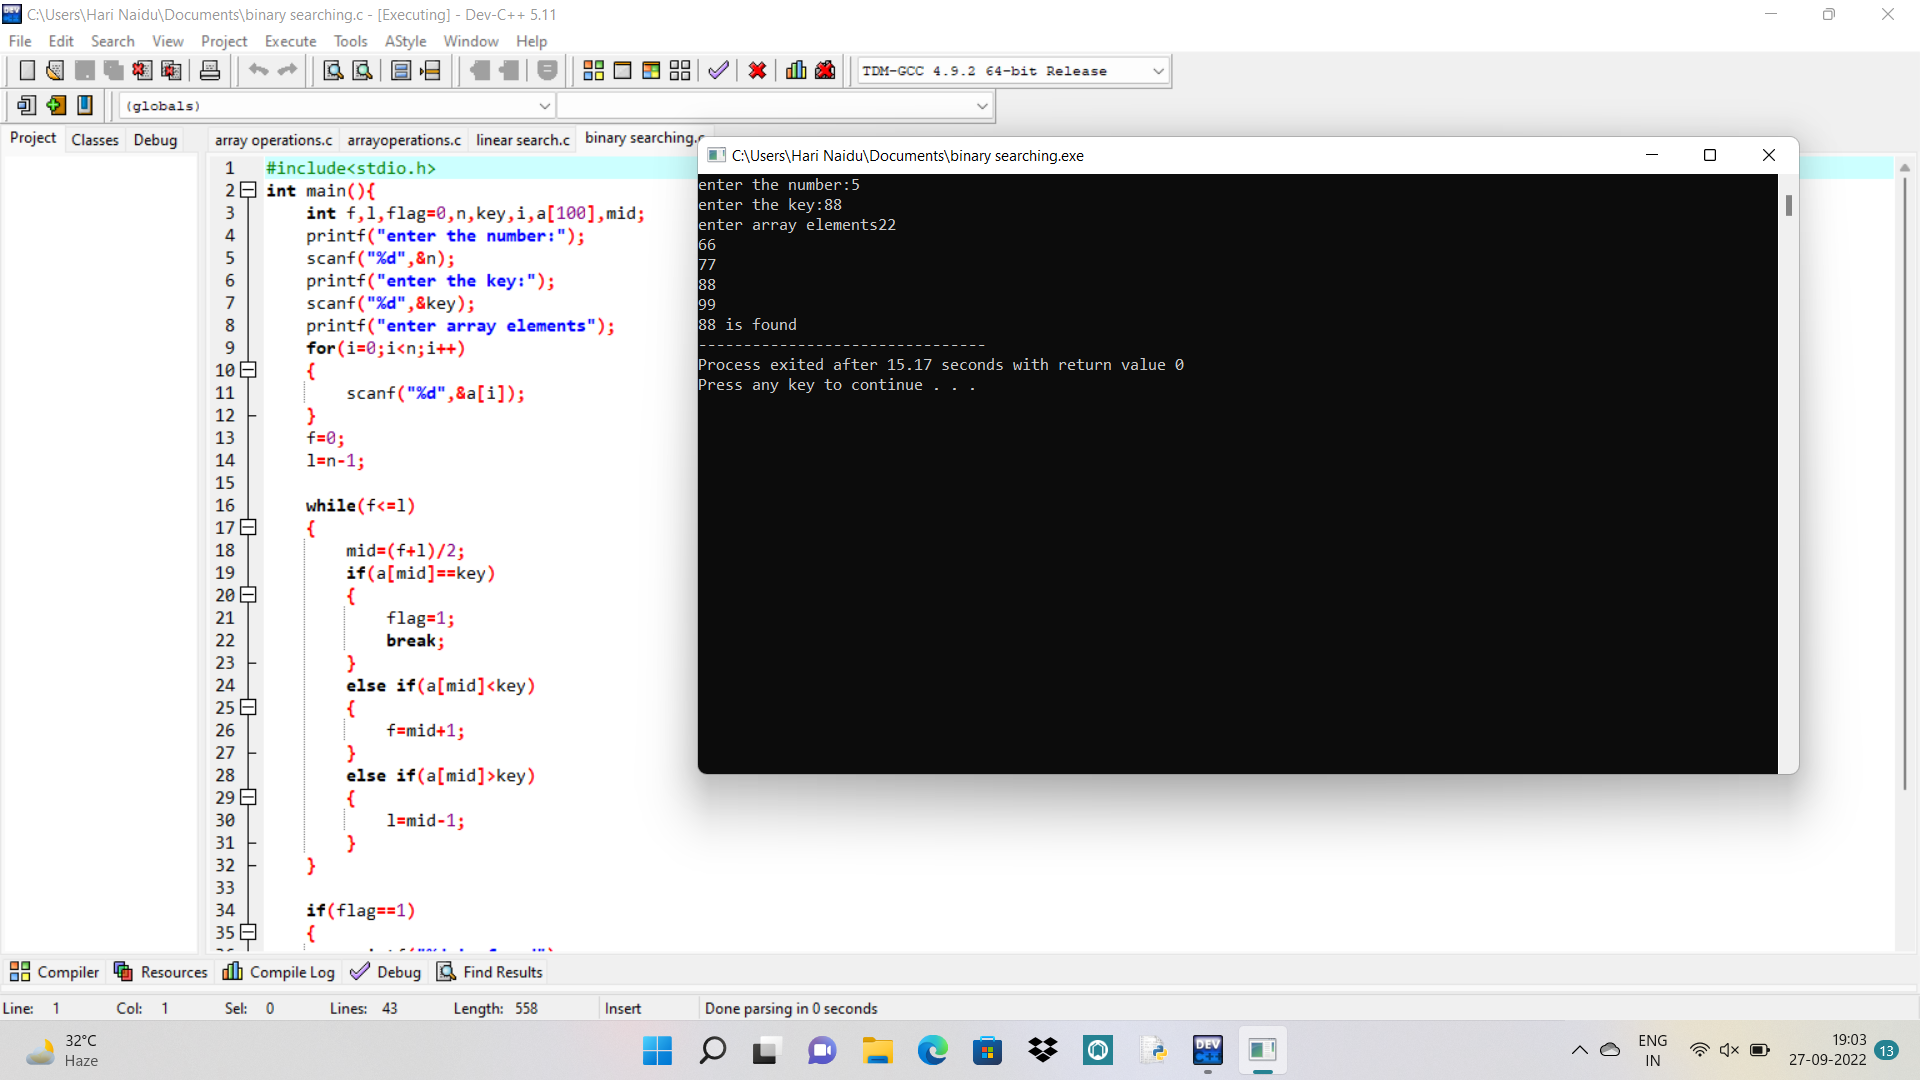 C:\Users\Hari Naidu\Documents\binary searching.c - [Executing] - Dev-C++ 5.11
File Edit Search View Project Execute Tools AStyle Window Help
TDM-GCC 4.9.2 64-bit Release
(globals)
Project Classes Debug
array operations.c arrayoperations.c linear search.c binary searching.c
1 #include<stdio.h>
2 int main(){
3 int f,l,flag=0,n,key,i,a[100],mid;
4 printf("enter the number:");
5 scanf("%d",&n);
6 printf("enter the key:");
7 scanf("%d",&key);
8 printf("enter array elements");
9 for(i=0;i<n;i++)
10 {
11 scanf("%d",&a[i]);
12 }
13 f=0;
14 l=n-1;
15
16 while(f<=l)
17 {
18 mid=(f+l)/2;
19 if(a[mid]==key)
20 {
21 flag=1;
22 break;
23 }
24 else if(a[mid]<key)
25 {
26 f=mid+1;
27 }
28 else if(a[mid]>key)
29 {
30 l=mid-1;
31 }
32 }
33
34 if(flag==1)
35 {
C:\Users\Hari Naidu\Documents\binary searching.exe
enter the number:5
enter the key:88
enter array elements22
66
77
88
99
88 is found
--------------------------------
Process exited after 15.17 seconds with return value 0
Press any key to continue . . .
Compiler Resources Compile Log Debug Find Results
Line: 1 Col: 1 Sel: 0 Lines: 43 Length: 558 Insert Done parsing in 0 seconds
32°C
Haze
DEV
C++
ENG
IN
19:03
27-09-2022
13